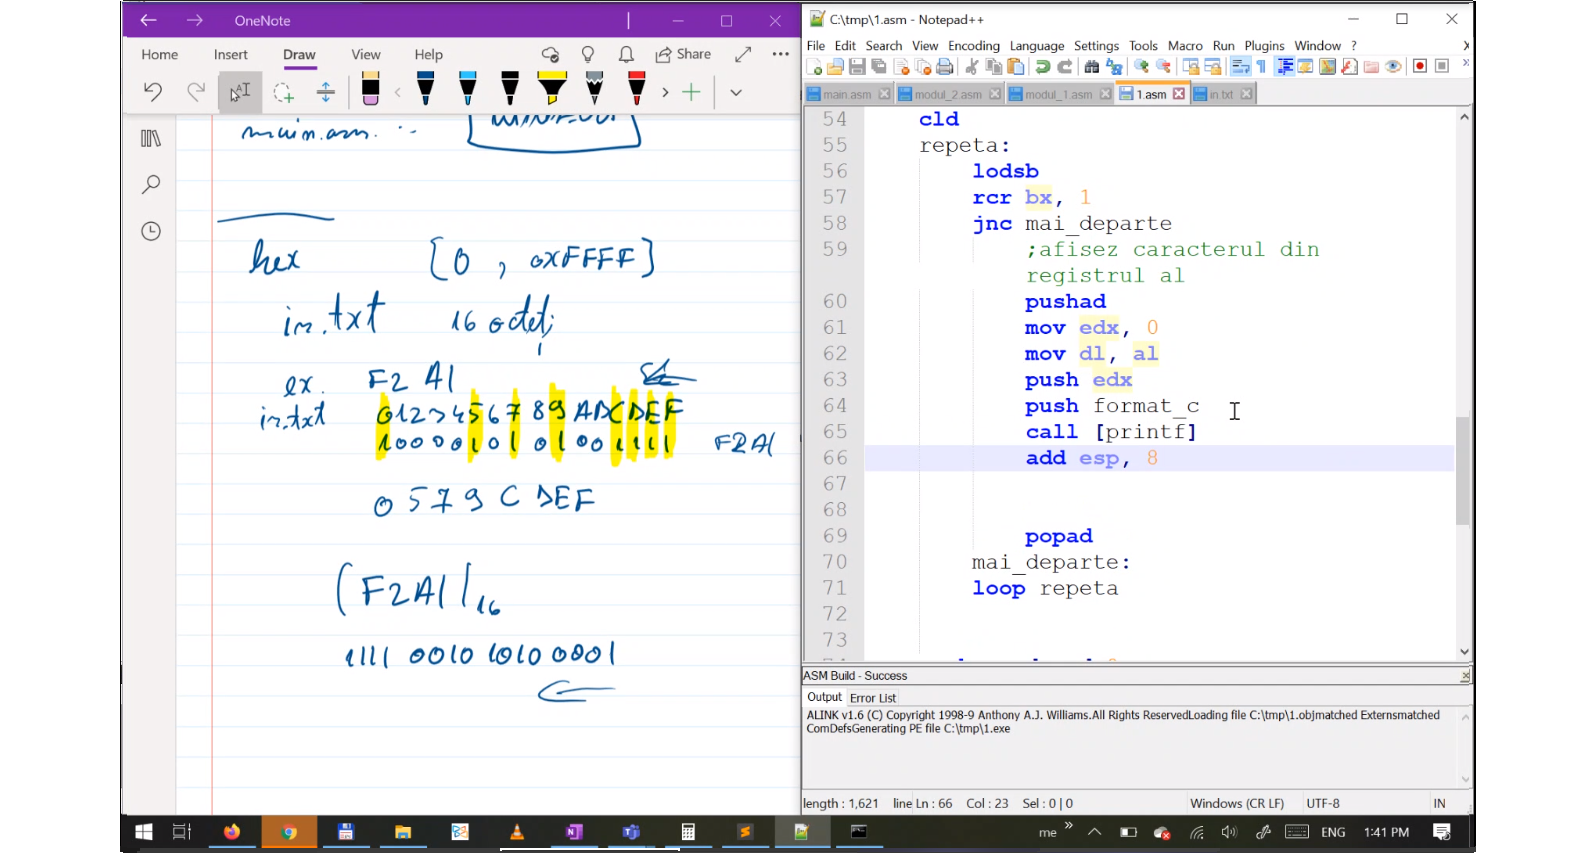 OneNote
Home Insert Draw View Help Share
main.asm
hex [0 , 0xFFFF]
in.txt 16 octeți
ex. F2 A1
in.txt 0123456789ABCDEF
1000010101001111 F2A1
0 5 7 9 C DEF
(F2A1)16
1111 0010 1010 0001
C:\tmp\1.asm - Notepad++
File Edit Search View Encoding Language Settings Tools Macro Run Plugins Window ? X
main.asm modul_2.asm modul_1.asm 1.asm in.txt
54 cld
55 repeta:
56 lodsb
57 rcr bx, 1
58 jnc mai_departe
59 ;afisez caracterul din
registrul al
60 pushad
61 mov edx, 0
62 mov dl, al
63 push edx
64 push format_c
65 call [printf]
66 add esp, 8
67
68
69 popad
70 mai_departe:
71 loop repeta
72
73
ASM Build - Success
Output Error List
ALINK v1.6 (C) Copyright 1998-9 Anthony A.J. Williams.All Rights ReservedLoading file C:\tmp\1.objmatched Externsmatched
ComDefsGenerating PE file C:\tmp\1.exe
length : 1,621 line Ln : 66 Col : 23 Sel : 0 | 0 Windows (CR LF) UTF-8 IN
me » ENG 1:41 PM